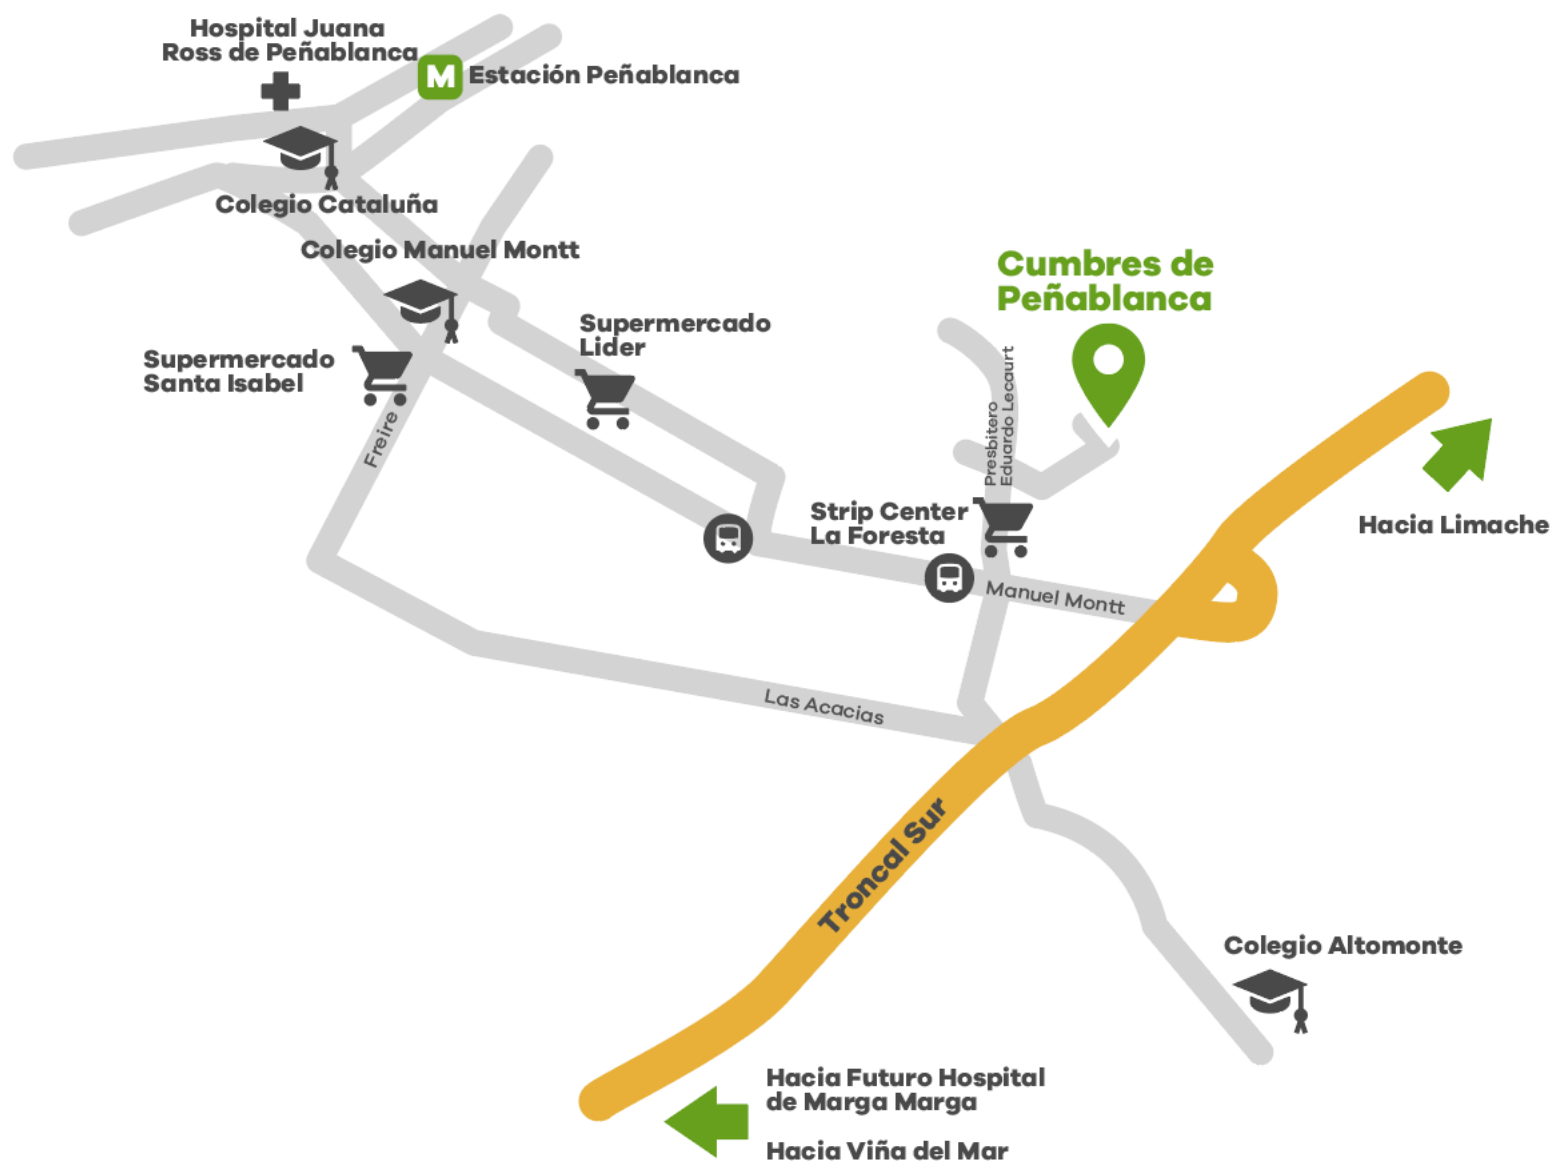 Hospital Juana
Ross de Peñablanca
M
Estación Peñablanca
Colegio Cataluña
Colegio Manuel Montt
Cumbres de
Peñablanca
Supermercado
Lider
Supermercado
Santa Isabel
Freire
Presbitero
Eduardo Lecaurt
Strip Center
La Foresta
Hacia Limache
Manuel Montt
Las Acacias
Troncal Sur
Colegio Altomonte
Hacia Futuro Hospital
de Marga Marga
Hacia Viña del Mar